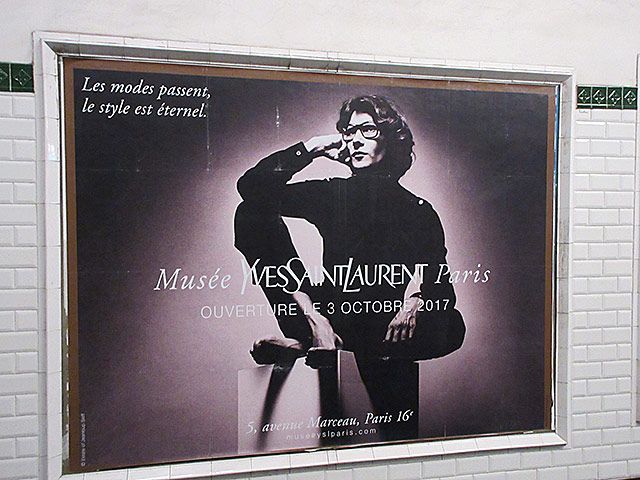 Les modes passent,
le style est éternel.
Musée YVESSAINTLAURENT Paris
OUVERTURE LE 3 OCTOBRE 2017
5, avenue Marceau, Paris 16e
museeyslparis.com